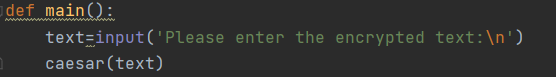 def main():
    text=input('Please enter the encrypted text:\n')
    caesar(text)